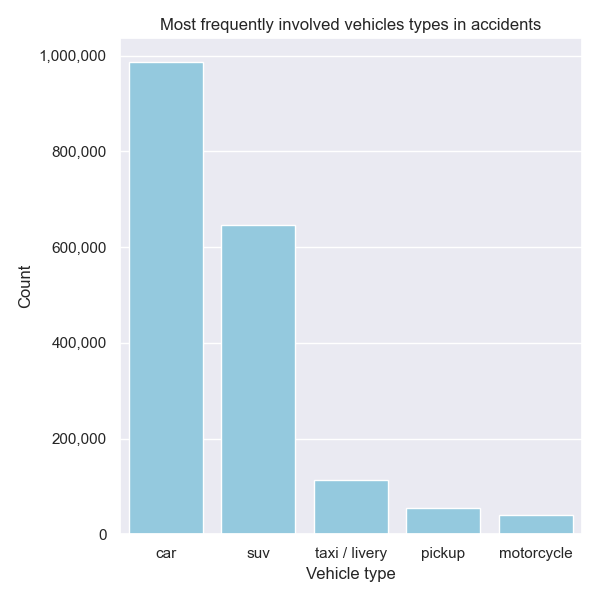 Most frequently involved vehicles types in accidents
1,000,000
800,000
600,000
400,000
200,000
0
Count
car suv taxi / livery pickup motorcycle
Vehicle type